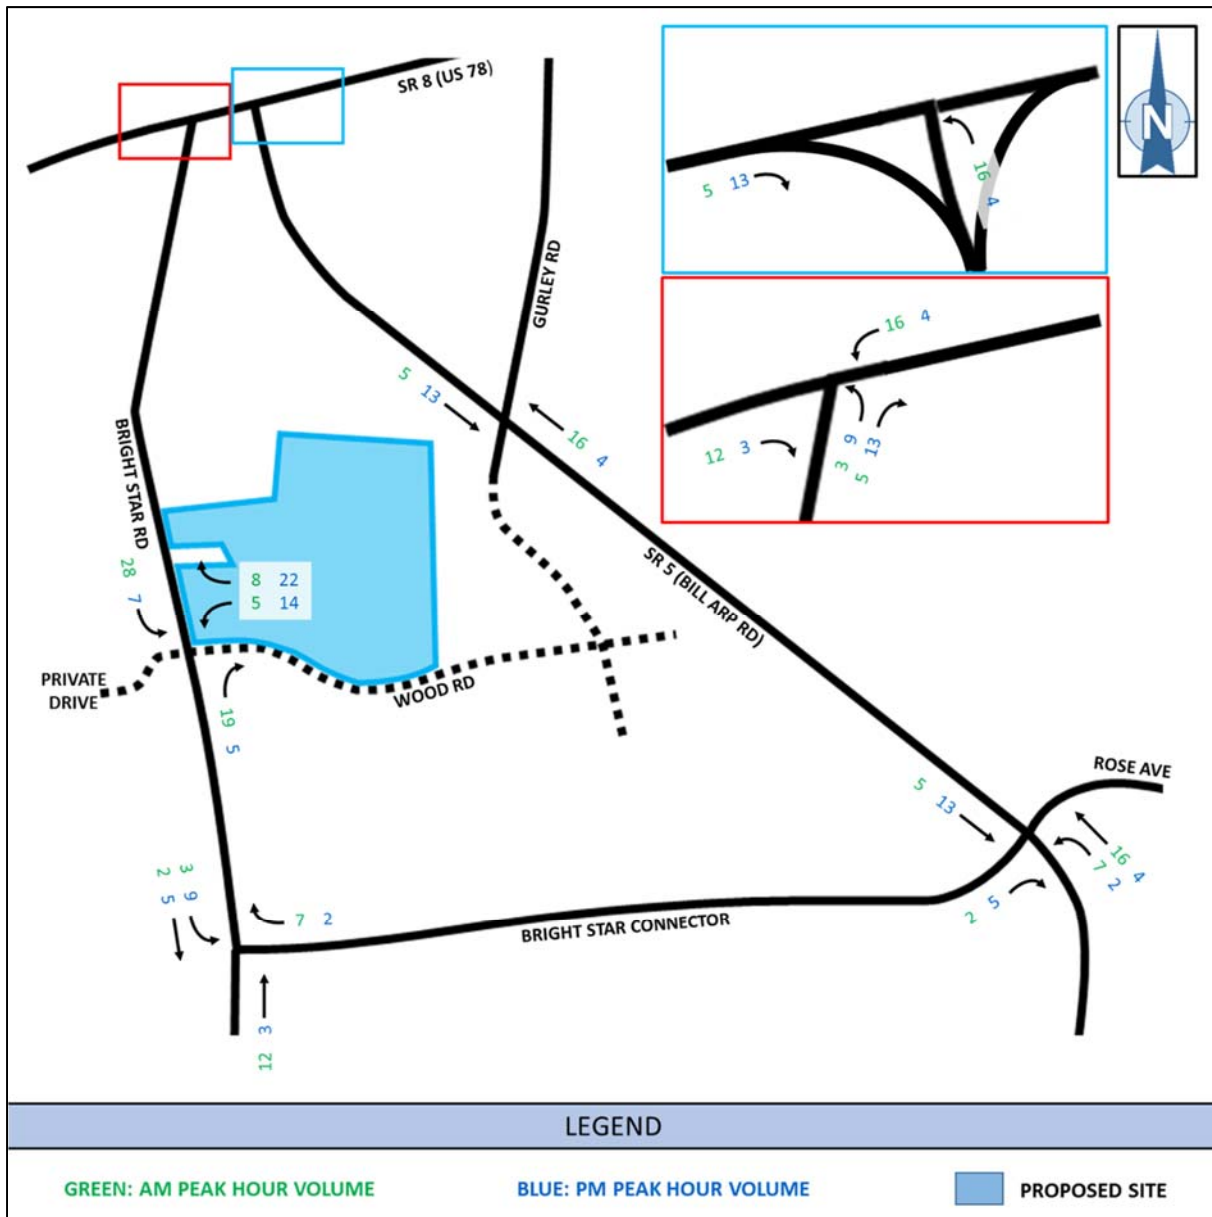 SR 8 (US 78)
N
5 13
16 4
GURLEY RD
16 4
12 3
3 9
5 13
5 13
16 4
BRIGHT STAR RD
28 7
8 22
5 14
SR 5 (BILL ARP RD)
PRIVATE
DRIVE
WOOD RD
19 5
ROSE AVE
5 13
16 4
7 2
2 5
3 9
2 5
7 2
BRIGHT STAR CONNECTOR
12 3
LEGEND
GREEN: AM PEAK HOUR VOLUME
BLUE: PM PEAK HOUR VOLUME
PROPOSED SITE